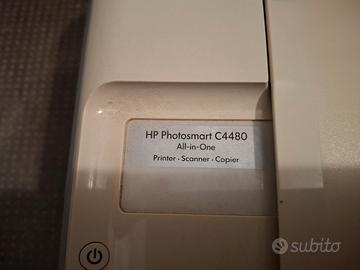 HP Photosmart C4480
All-in-One
Printer · Scanner · Copier
subito